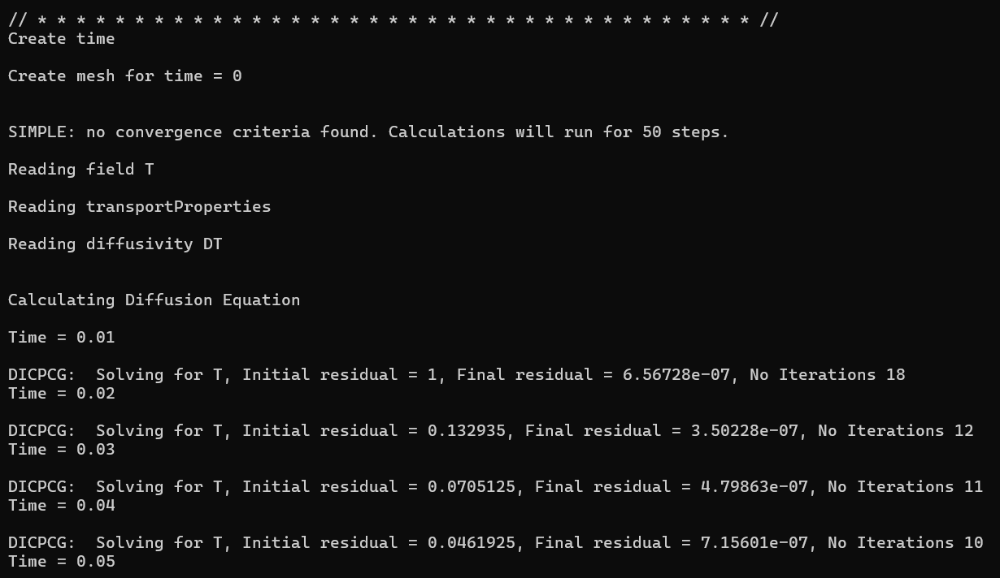 // * * * * * * * * * * * * * * * * * * * * * * * * * * * * * * * * * * * * * //
Create time
Create mesh for time = 0
SIMPLE: no convergence criteria found. Calculations will run for 50 steps.
Reading field T
Reading transportProperties
Reading diffusivity DT
Calculating Diffusion Equation
Time = 0.01
DICPCG:  Solving for T, Initial residual = 1, Final residual = 6.56728e-07, No Iterations 18
Time = 0.02
DICPCG:  Solving for T, Initial residual = 0.132935, Final residual = 3.50228e-07, No Iterations 12
Time = 0.03
DICPCG:  Solving for T, Initial residual = 0.0705125, Final residual = 4.79863e-07, No Iterations 11
Time = 0.04
DICPCG:  Solving for T, Initial residual = 0.0461925, Final residual = 7.15601e-07, No Iterations 10
Time = 0.05